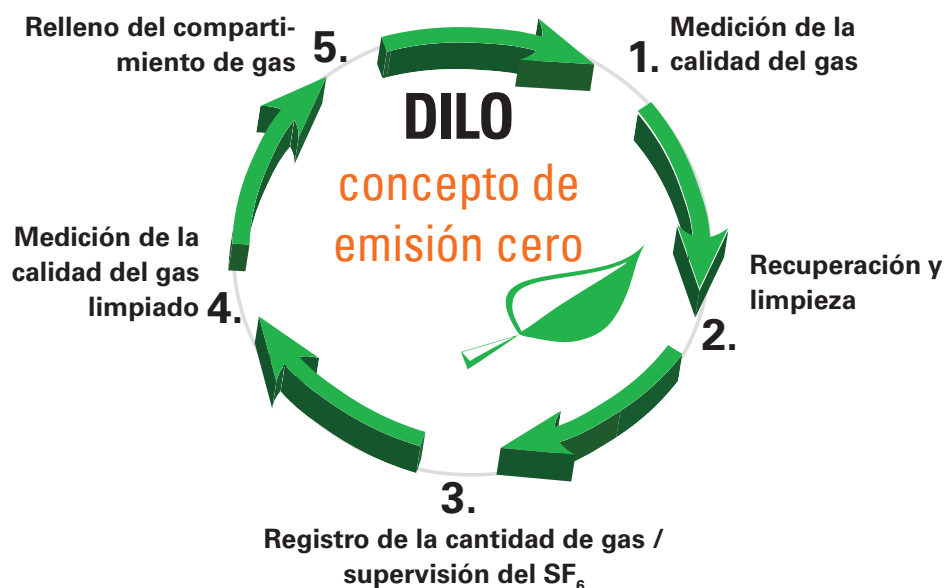 DILO
concepto de
emisión cero
1.
Medición de la
calidad del gas
2.
Recuperación y
limpieza
3.
Registro de la cantidad de gas /
supervisión del SF₆
4.
Medición de la
calidad del gas
limpiado
5.
Relleno del comparti-
miento de gas